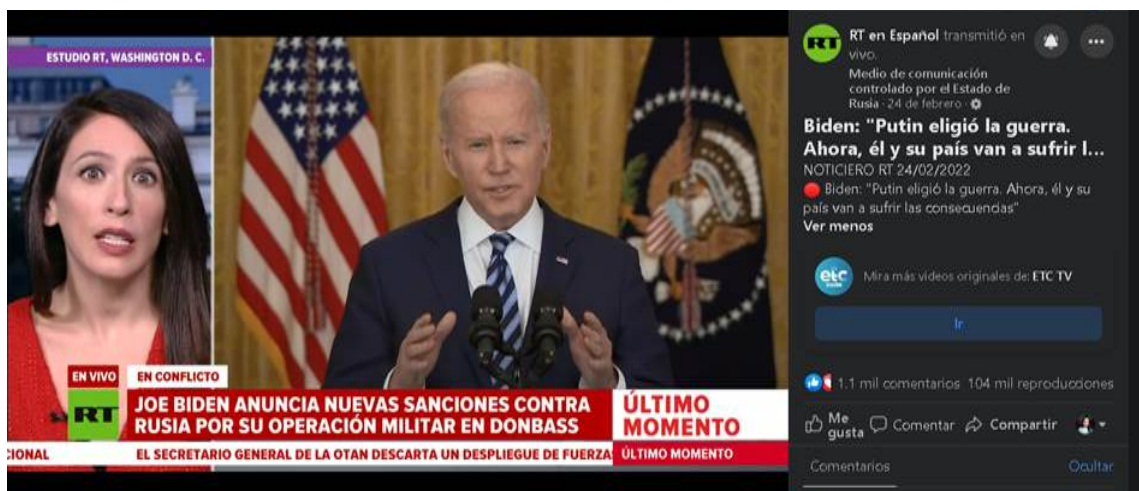 ESTUDIO RT, WASHINGTON D. C.
EN VIVO
EN CONFLICTO
RT
JOE BIDEN ANUNCIA NUEVAS SANCIONES CONTRA
RUSIA POR SU OPERACIÓN MILITAR EN DONBASS
ÚLTIMO
MOMENTO
CIONAL
EL SECRETARIO GENERAL DE LA OTAN DESCARTA UN DESPLIEGUE DE FUERZA
ÚLTIMO MOMENTO
RT
RT en Español transmitió en
vivo.
Medio de comunicación
controlado por el Estado de
Rusia · 24 de febrero ·
Biden: "Putin eligió la guerra.
Ahora, él y su país van a sufrir l...
NOTICIERO RT 24/02/2022
Biden: "Putin eligió la guerra. Ahora, él y su
país van a sufrir las consecuencias"
Ver menos
etc
Mira más videos originales de: ETC TV
Ir
1.1 mil comentarios 104 mil reproducciones
Me
gusta
Comentar
Compartir
Comentarios
Ocultar